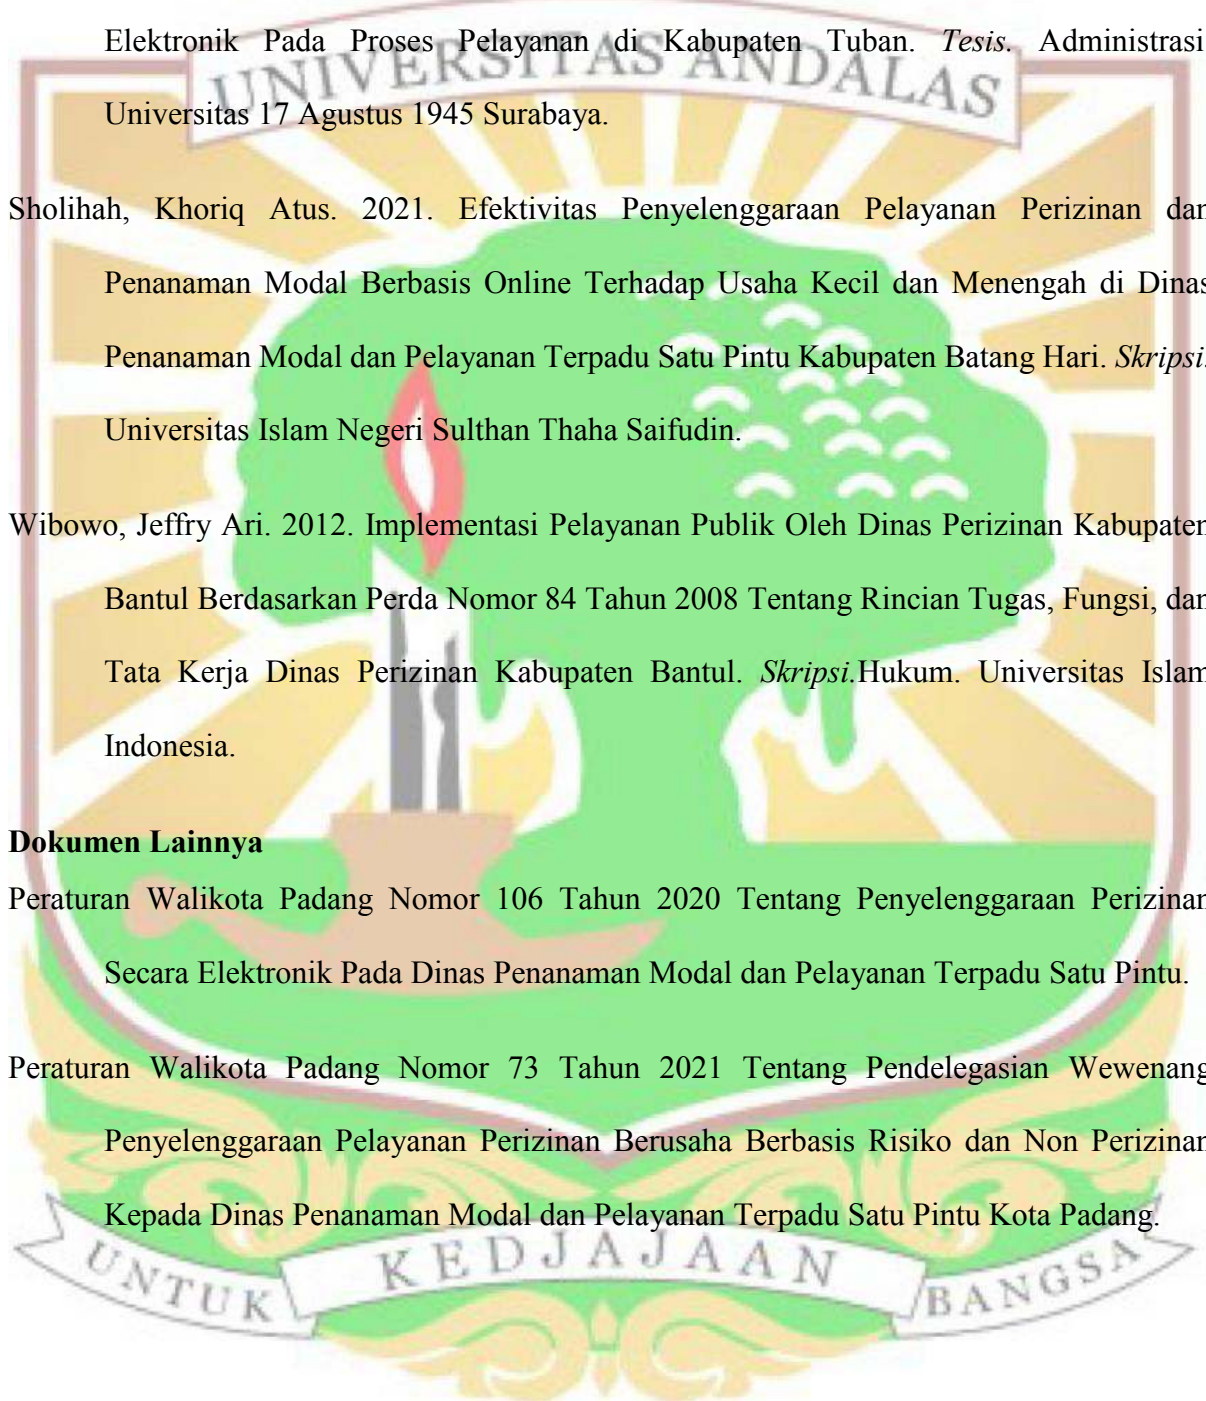 Elektronik Pada Proses Pelayanan di Kabupaten Tuban. Tesis. Administrasi.
UNIVERSITAS ANDALAS
Universitas 17 Agustus 1945 Surabaya.
Sholihah, Khoriq Atus. 2021. Efektivitas Penyelenggaraan Pelayanan Perizinan dan
Penanaman Modal Berbasis Online Terhadap Usaha Kecil dan Menengah di Dinas
Penanaman Modal dan Pelayanan Terpadu Satu Pintu Kabupaten Batang Hari. Skripsi.
Universitas Islam Negeri Sulthan Thaha Saifudin.
Wibowo, Jeffry Ari. 2012. Implementasi Pelayanan Publik Oleh Dinas Perizinan Kabupaten
Bantul Berdasarkan Perda Nomor 84 Tahun 2008 Tentang Rincian Tugas, Fungsi, dan
Tata Kerja Dinas Perizinan Kabupaten Bantul. Skripsi.Hukum. Universitas Islam
Indonesia.
Dokumen Lainnya
Peraturan Walikota Padang Nomor 106 Tahun 2020 Tentang Penyelenggaraan Perizinan
Secara Elektronik Pada Dinas Penanaman Modal dan Pelayanan Terpadu Satu Pintu.
Peraturan Walikota Padang Nomor 73 Tahun 2021 Tentang Pendelegasian Wewenang
Penyelenggaraan Pelayanan Perizinan Berusaha Berbasis Risiko dan Non Perizinan
Kepada Dinas Penanaman Modal dan Pelayanan Terpadu Satu Pintu Kota Padang.
UNTUK KEDJAJAAN BANGSA